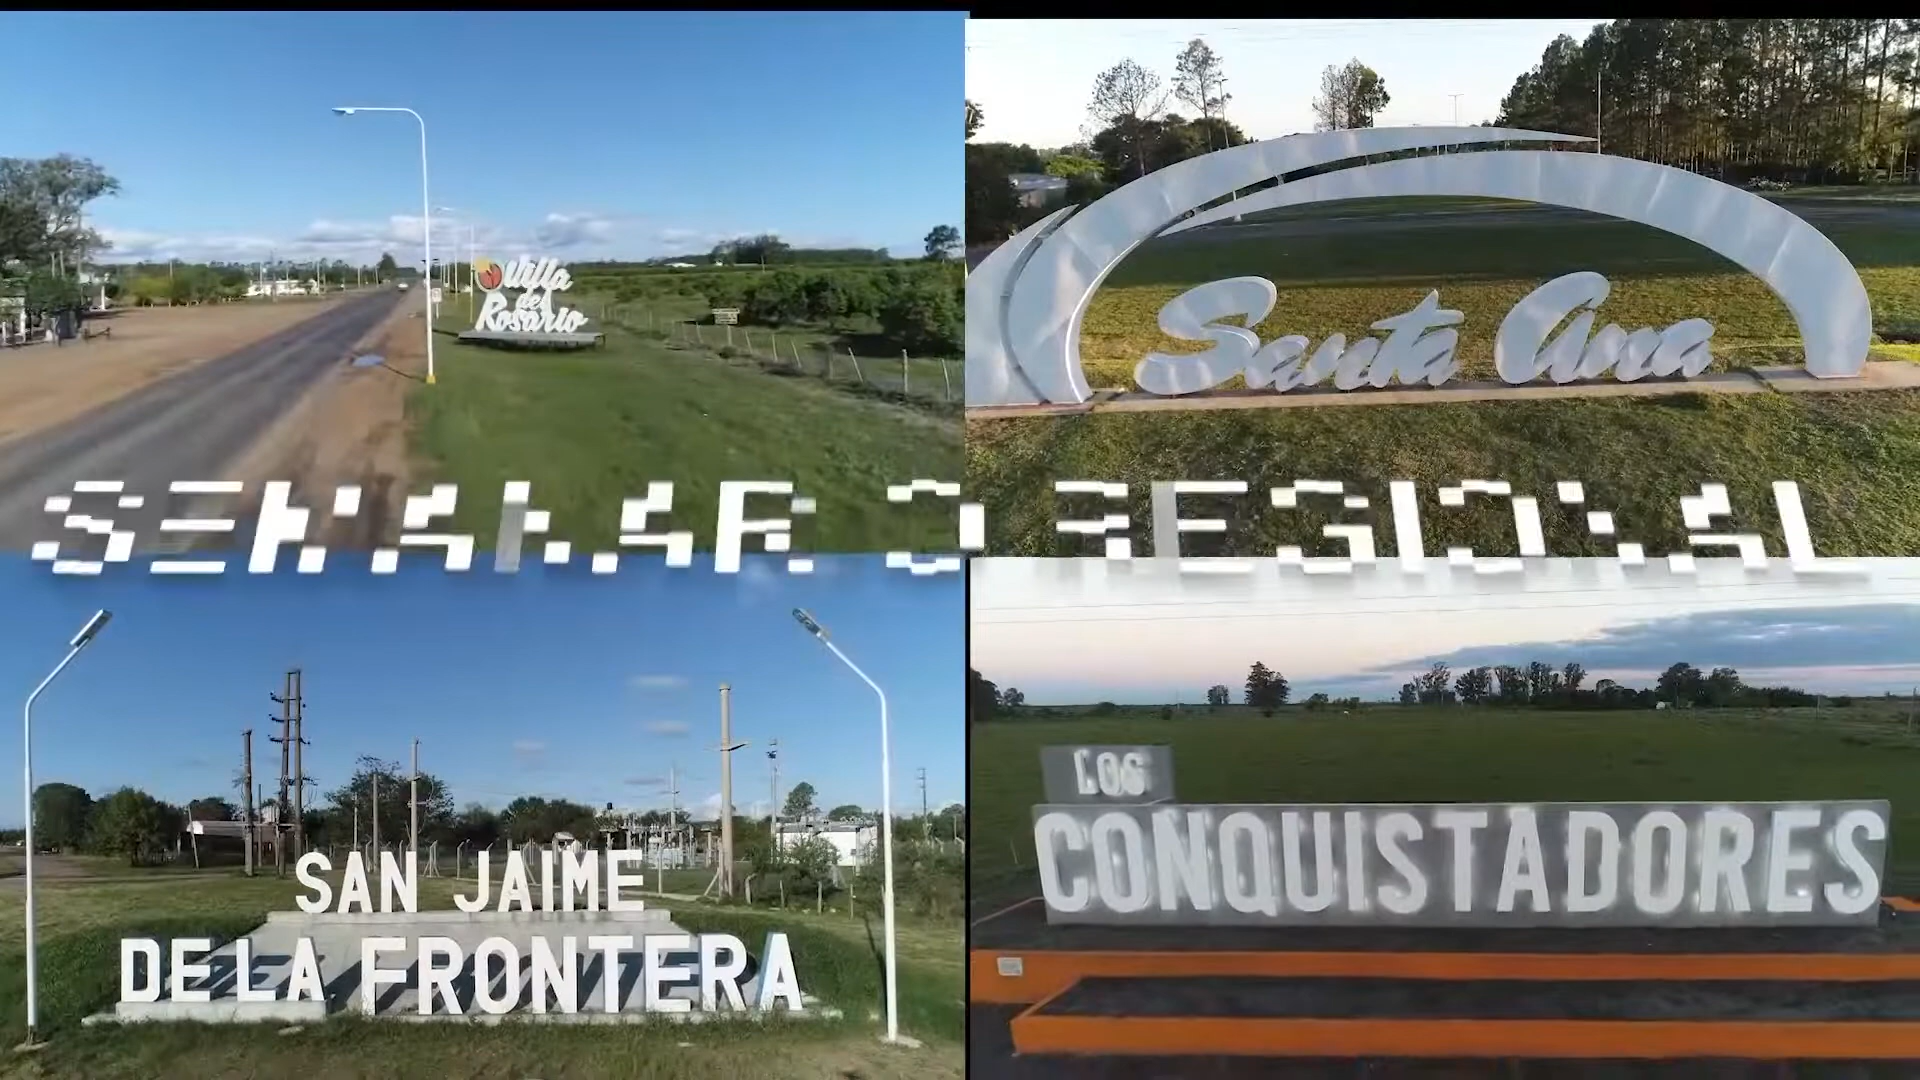 Villa
del
Rosario
Santa Ana
SAN JAIME
DE LA FRONTERA
LOS
CONQUISTADORES